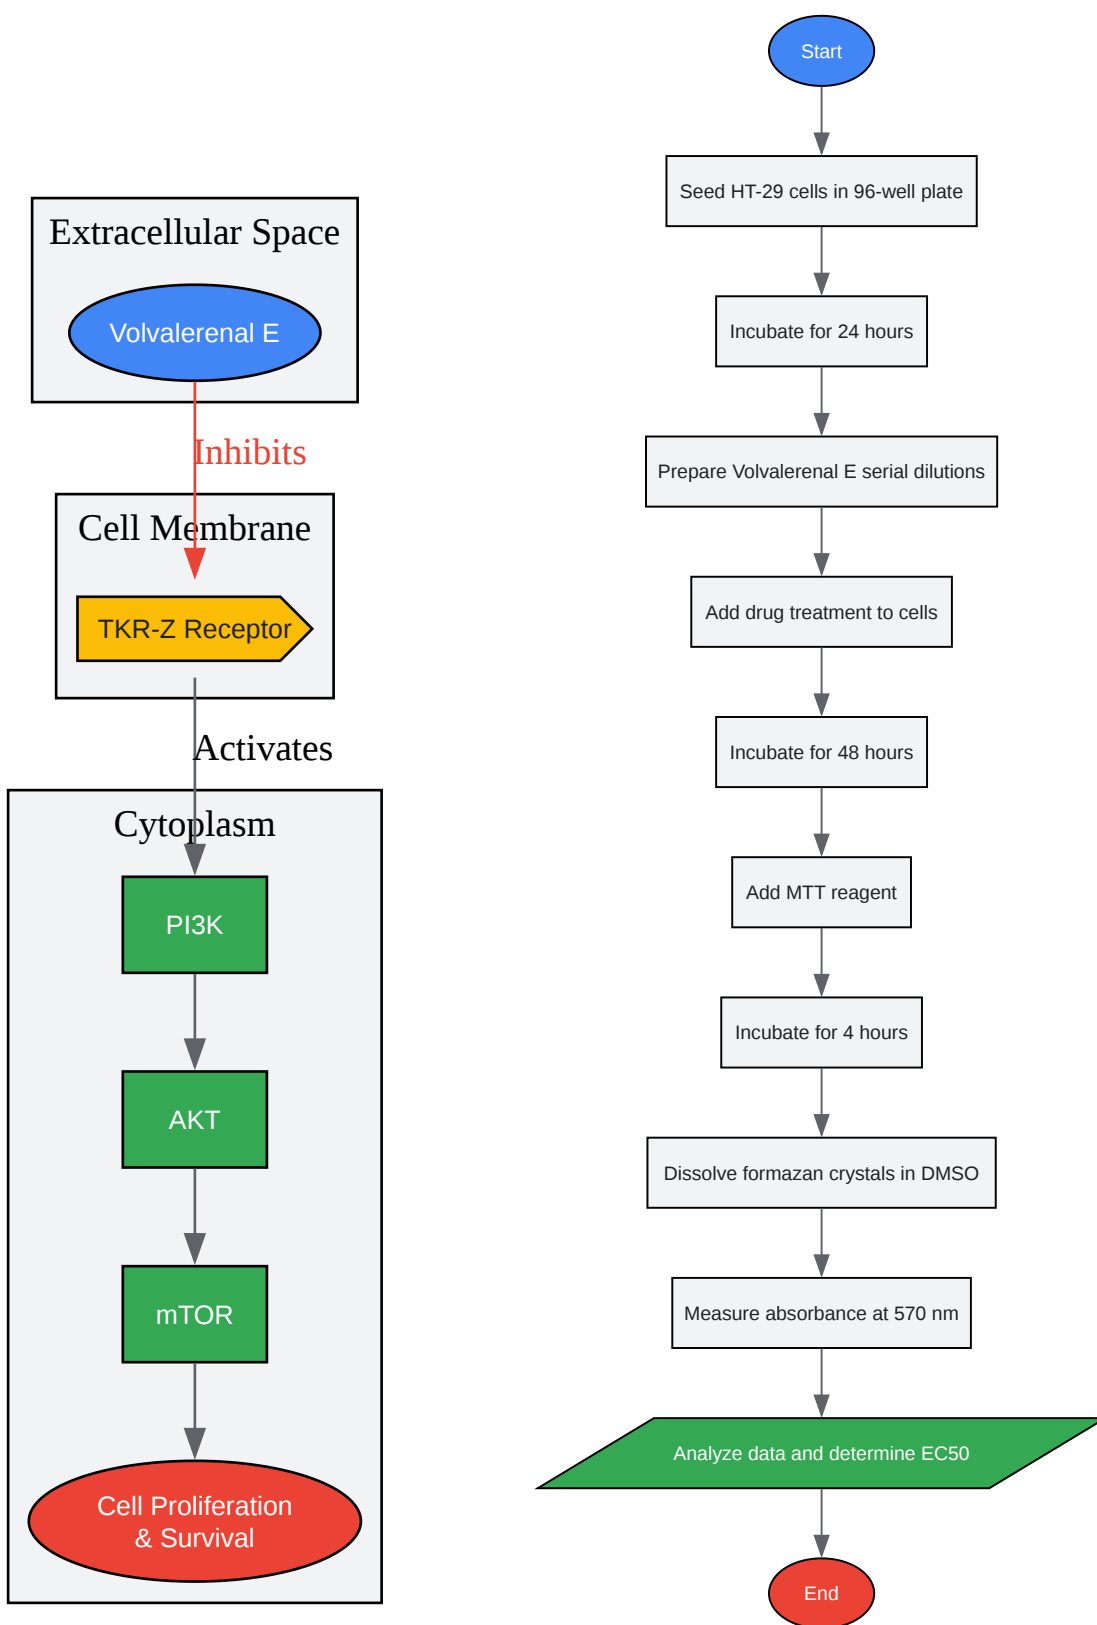 Extracellular Space
Volvalerenal E
Inhibits
Cell Membrane
TKR-Z Receptor
Activates
Cytoplasm
PI3K
AKT
mTOR
Cell Proliferation
& Survival
Start
Seed HT-29 cells in 96-well plate
Incubate for 24 hours
Prepare Volvalerenal E serial dilutions
Add drug treatment to cells
Incubate for 48 hours
Add MTT reagent
Incubate for 4 hours
Dissolve formazan crystals in DMSO
Measure absorbance at 570 nm
Analyze data and determine EC50
End